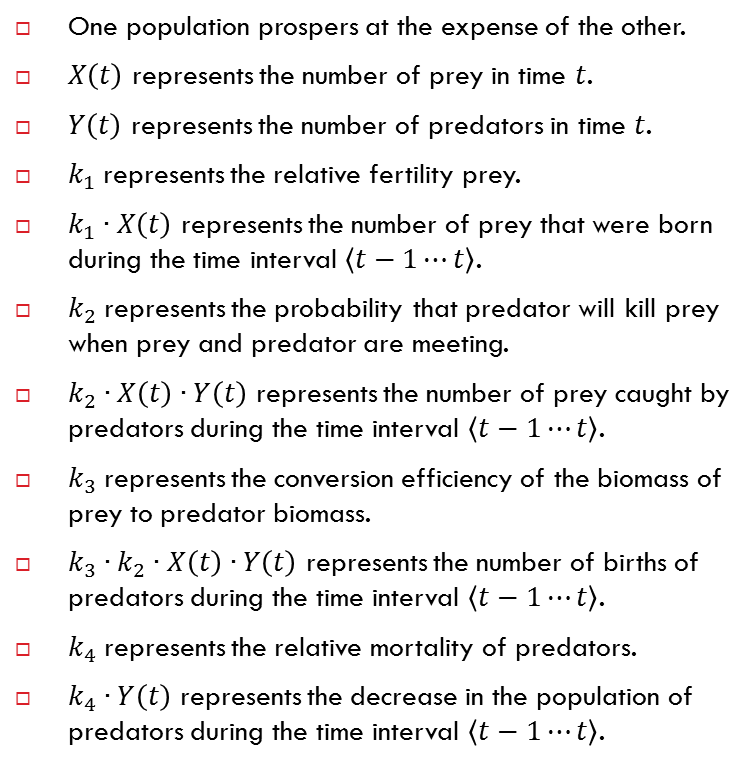 One population prospers at the expense of the other.
X(t) represents the number of prey in time t.
Y(t) represents the number of predators in time t.
k₁ represents the relative fertility prey.
k₁ · X(t) represents the number of prey that were born
during the time interval ⟨t − 1 ⋯ t⟩.
k₂ represents the probability that predator will kill prey
when prey and predator are meeting.
k₂ · X(t) · Y(t) represents the number of prey caught by
predators during the time interval ⟨t − 1 ⋯ t⟩.
k₃ represents the conversion efficiency of the biomass of
prey to predator biomass.
k₃ · k₂ · X(t) · Y(t) represents the number of births of
predators during the time interval ⟨t − 1 ⋯ t⟩.
k₄ represents the relative mortality of predators.
k₄ · Y(t) represents the decrease in the population of
predators during the time interval ⟨t − 1 ⋯ t⟩.